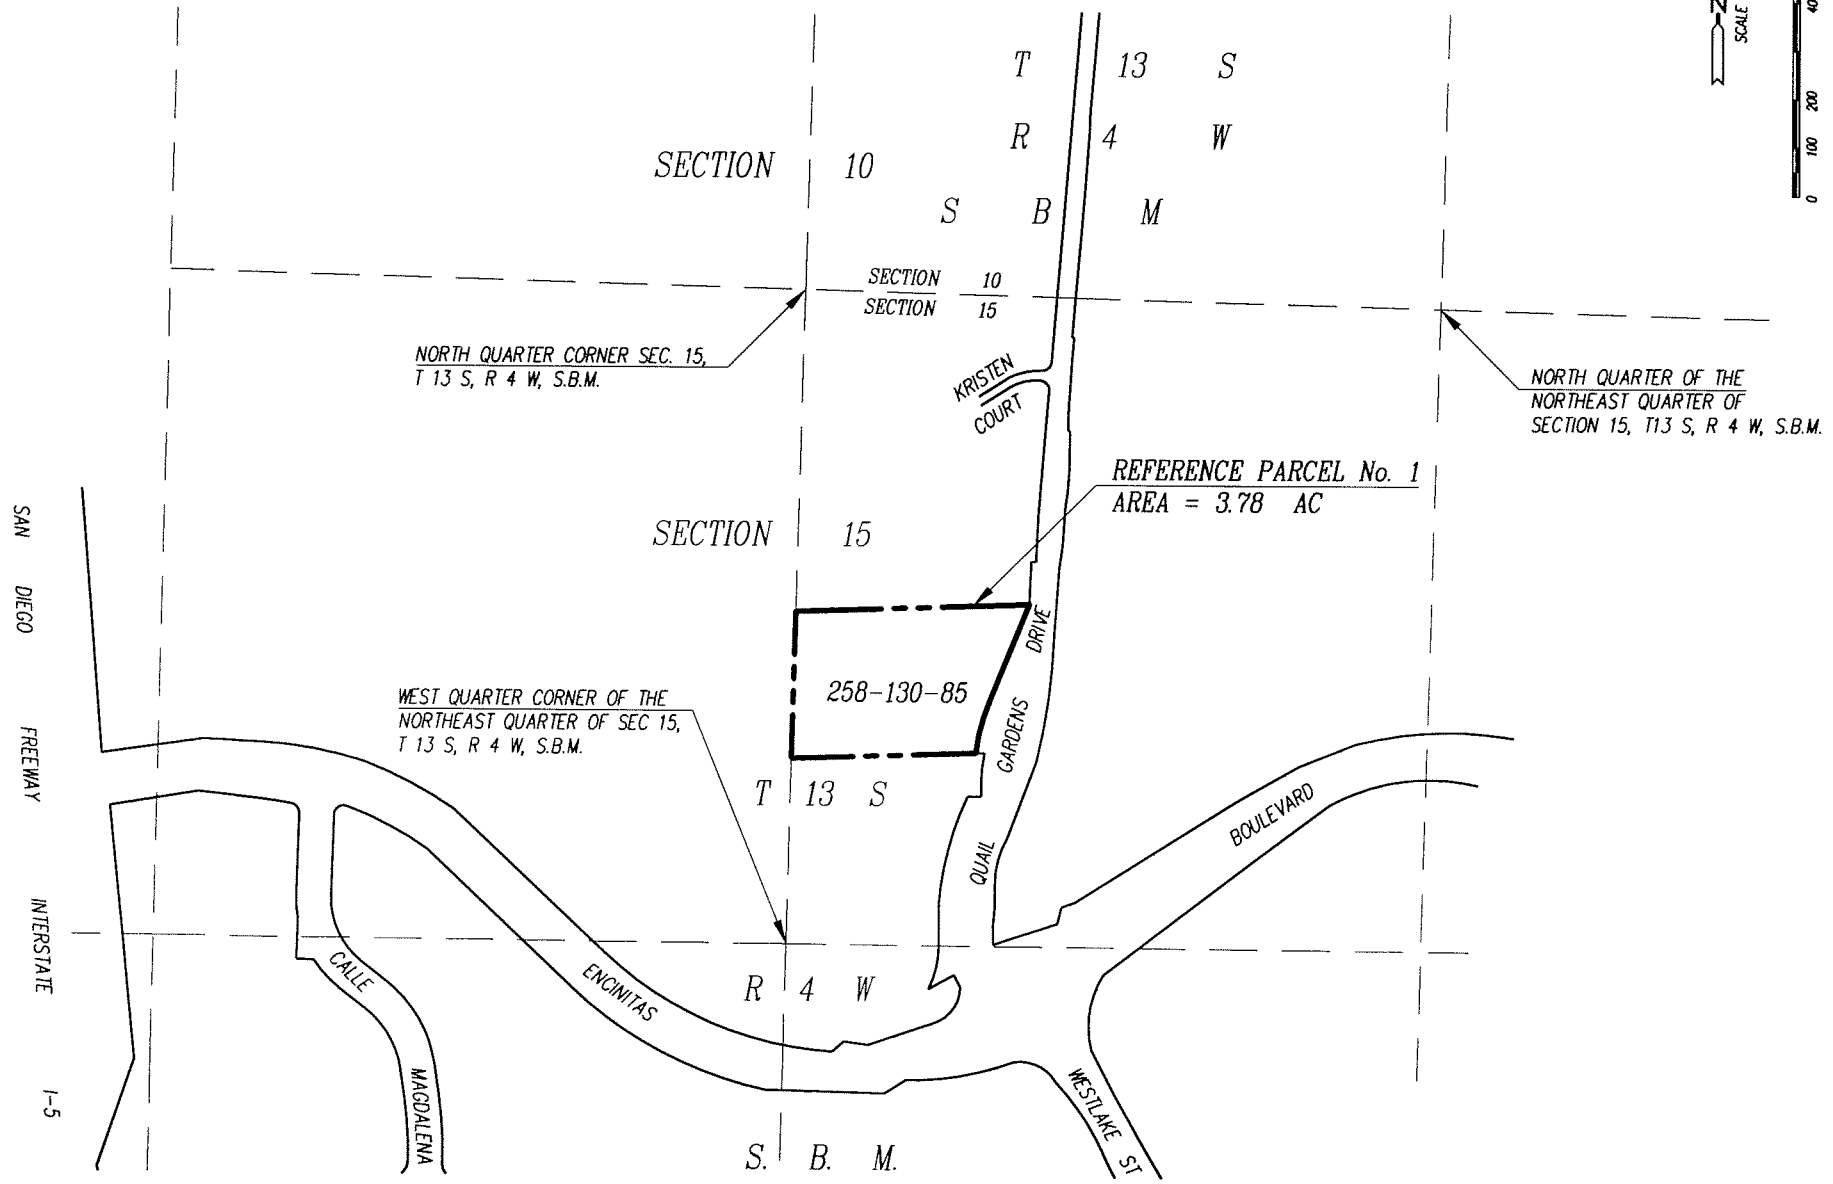 N
SCALE
0 100 200 40
T 13 S
R 4 W
S B M
SECTION 10
SECTION 10
SECTION 15
NORTH QUARTER CORNER SEC. 15,
T 13 S, R 4 W, S.B.M.
NORTH QUARTER OF THE
NORTHEAST QUARTER OF
SECTION 15, T13 S, R 4 W, S.B.M.
KRISTEN
COURT
REFERENCE PARCEL No. 1
AREA = 3.78 AC
SECTION 15
258-130-85
WEST QUARTER CORNER OF THE
NORTHEAST QUARTER OF SEC 15,
T 13 S, R 4 W, S.B.M.
QUAIL GARDENS DRIVE
T 13 S
R 4 W
S. B. M.
SAN DIEGO FREEWAY INTERSTATE I-5
ENCINITAS BOULEVARD
CALLE MAGDALENA
WESTLAKE ST